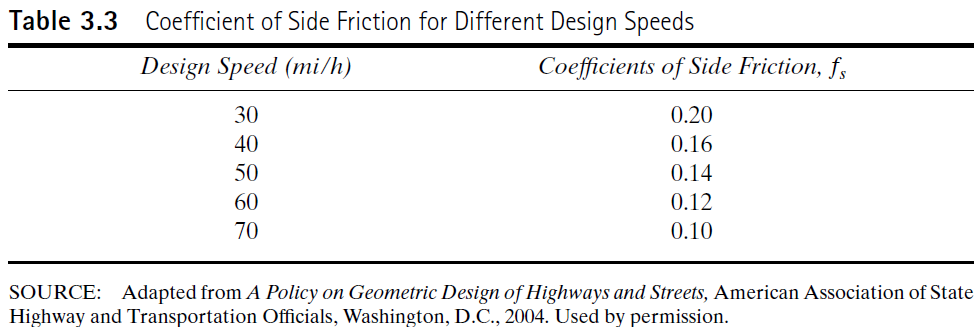 Table 3.3 Coefficient of Side Friction for Different Design Speeds
Design Speed (mi/h) Coefficients of Side Friction, fs
30 0.20
40 0.16
50 0.14
60 0.12
70 0.10
SOURCE: Adapted from A Policy on Geometric Design of Highways and Streets, American Association of State
Highway and Transportation Officials, Washington, D.C., 2004. Used by permission.